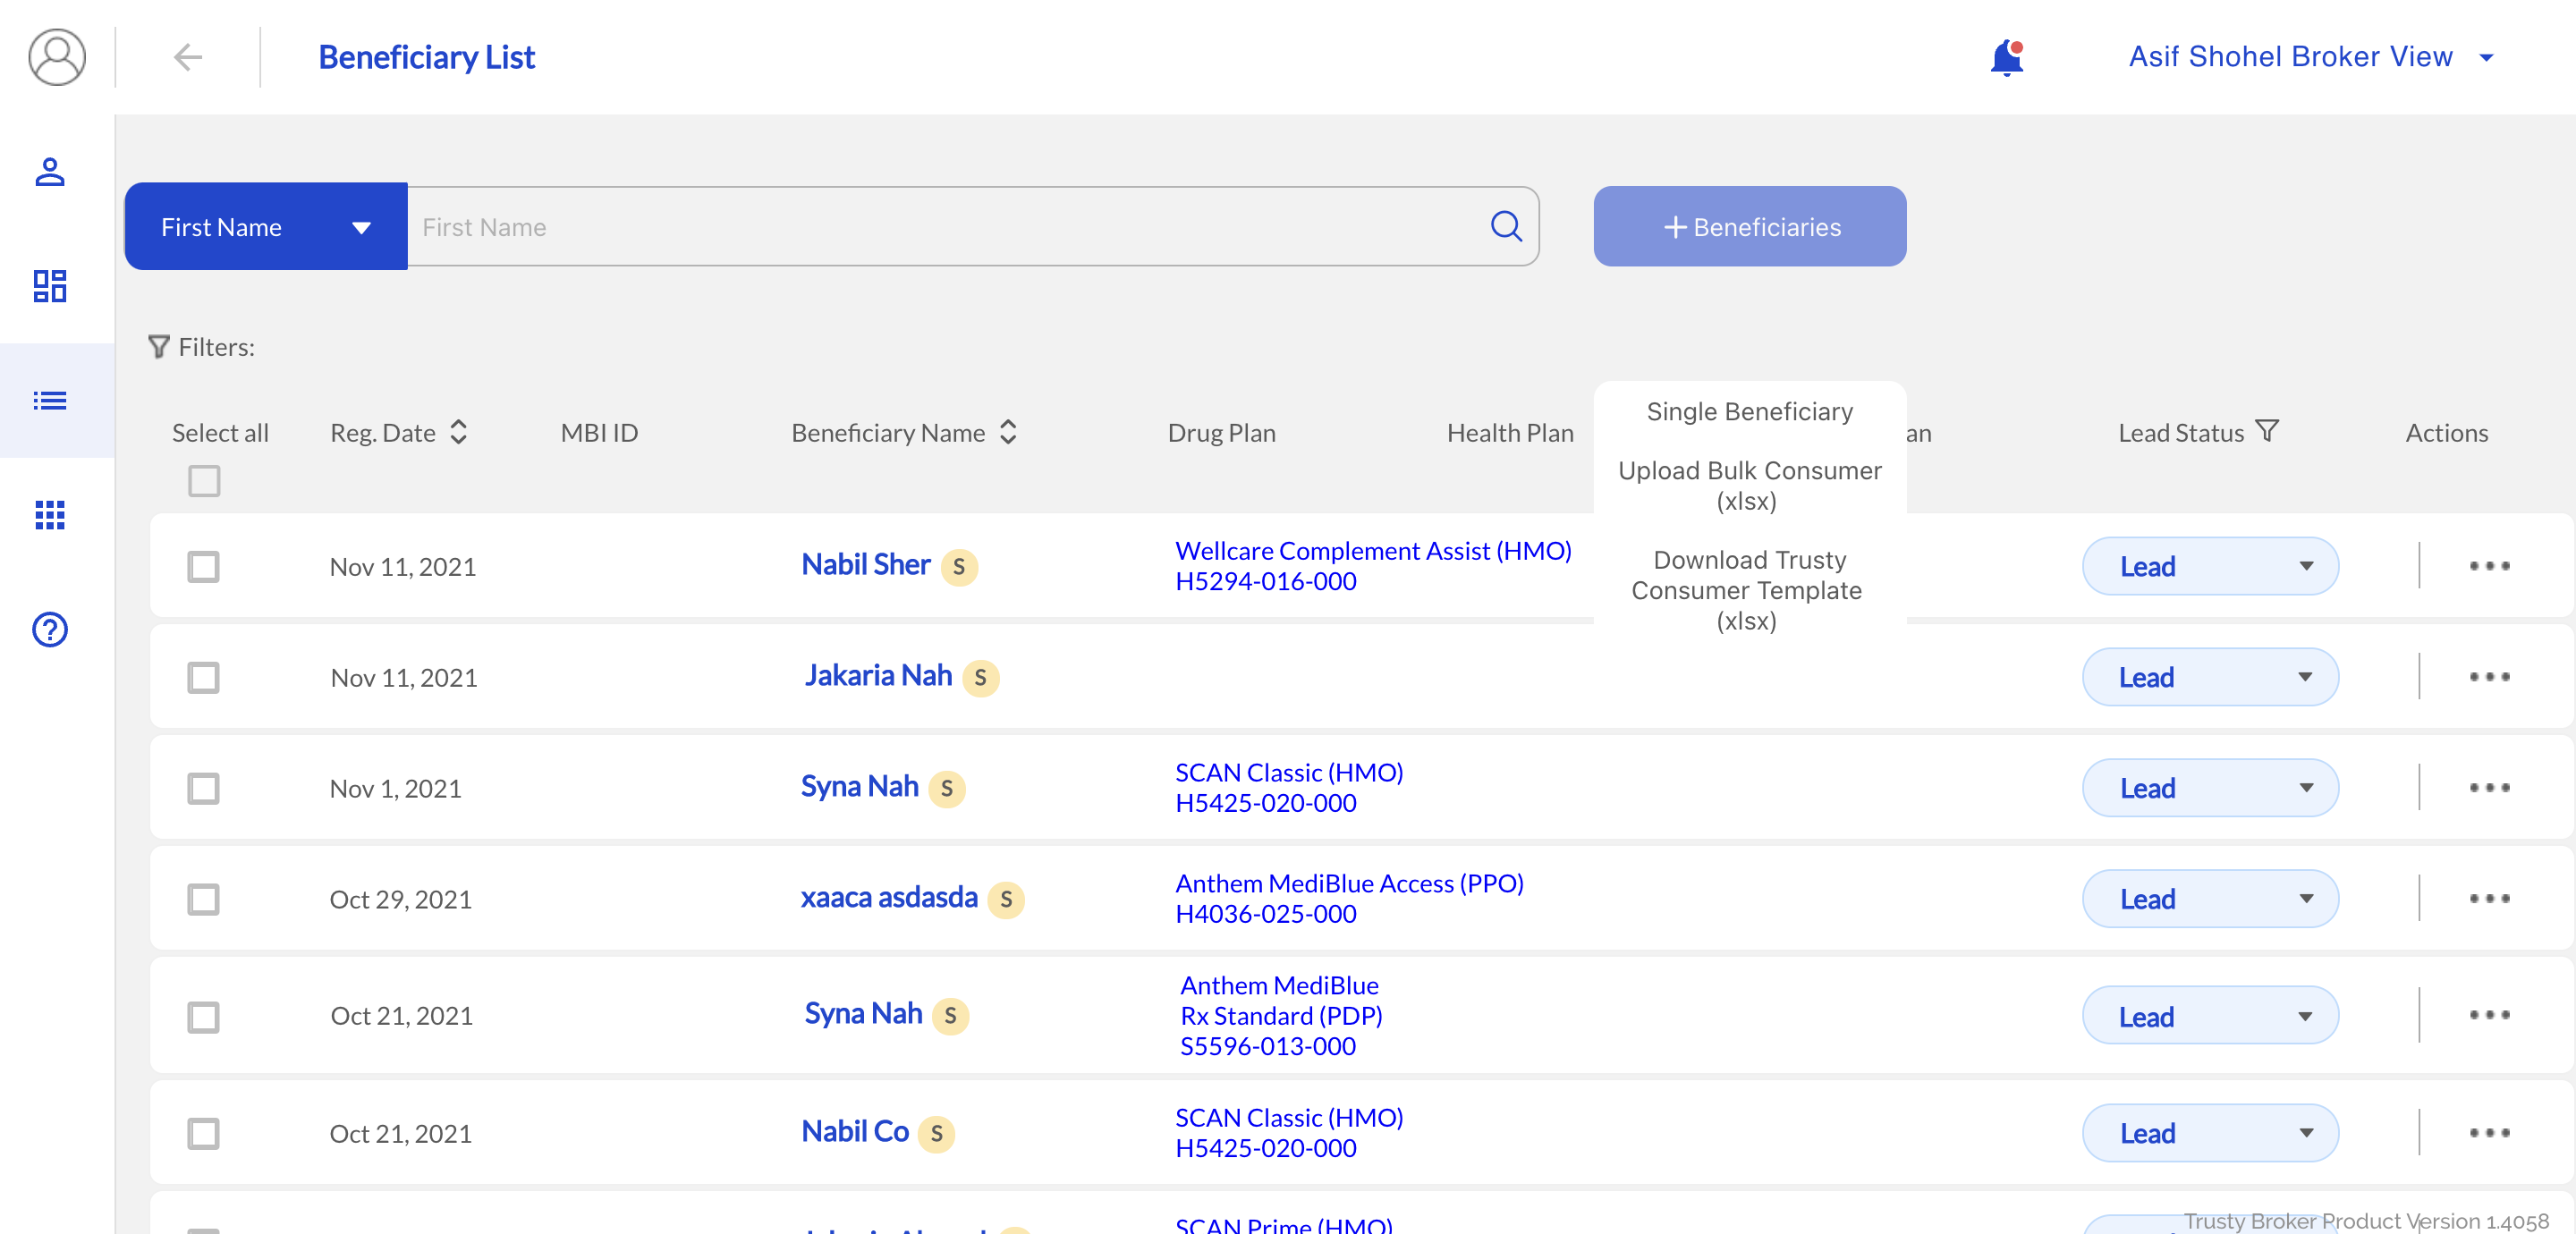 Beneficiary List
Asif Shohel Broker View
First Name
First Name
+ Beneficiaries
Filters:
Select all
Reg. Date
MBI ID
Beneficiary Name
Drug Plan
Health Plan
an
Lead Status
Actions
Single Beneficiary
Upload Bulk Consumer
(xlsx)
Download Trusty
Consumer Template
(xlsx)
Nov 11, 2021
Nabil Sher S
Wellcare Complement Assist (HMO)
H5294-016-000
Lead
Nov 11, 2021
Jakaria Nah S
Lead
Nov 1, 2021
Syna Nah S
SCAN Classic (HMO)
H5425-020-000
Lead
Oct 29, 2021
xaaca asdasda S
Anthem MediBlue Access (PPO)
H4036-025-000
Lead
Oct 21, 2021
Syna Nah S
Anthem MediBlue
Rx Standard (PDP)
S5596-013-000
Lead
Oct 21, 2021
Nabil Co S
SCAN Classic (HMO)
H5425-020-000
Lead
SCAN Prime (HMO)
Trusty Broker Product Version 1.4058